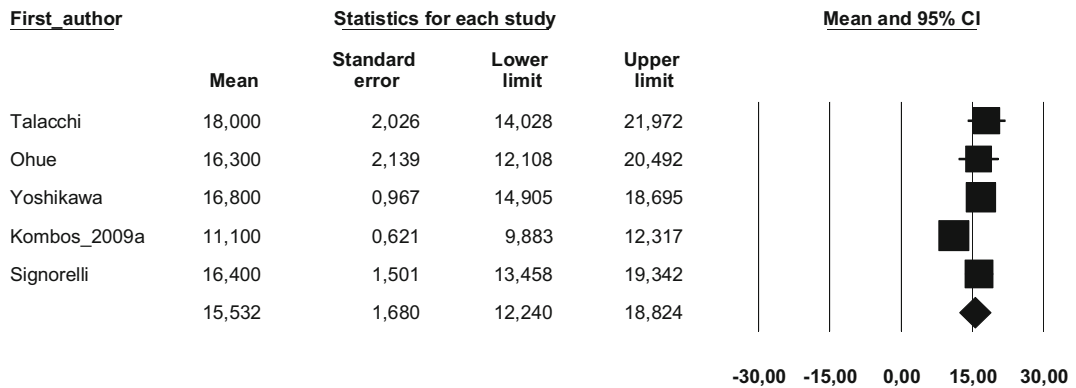 First_author Statistics for each study Mean and 95% CI
Mean Standard error Lower limit Upper limit
Talacchi 18,000 2,026 14,028 21,972
Ohue 16,300 2,139 12,108 20,492
Yoshikawa 16,800 0,967 14,905 18,695
Kombos_2009a 11,100 0,621 9,883 12,317
Signorelli 16,400 1,501 13,458 19,342
15,532 1,680 12,240 18,824
-30,00 -15,00 0,00 15,00 30,00